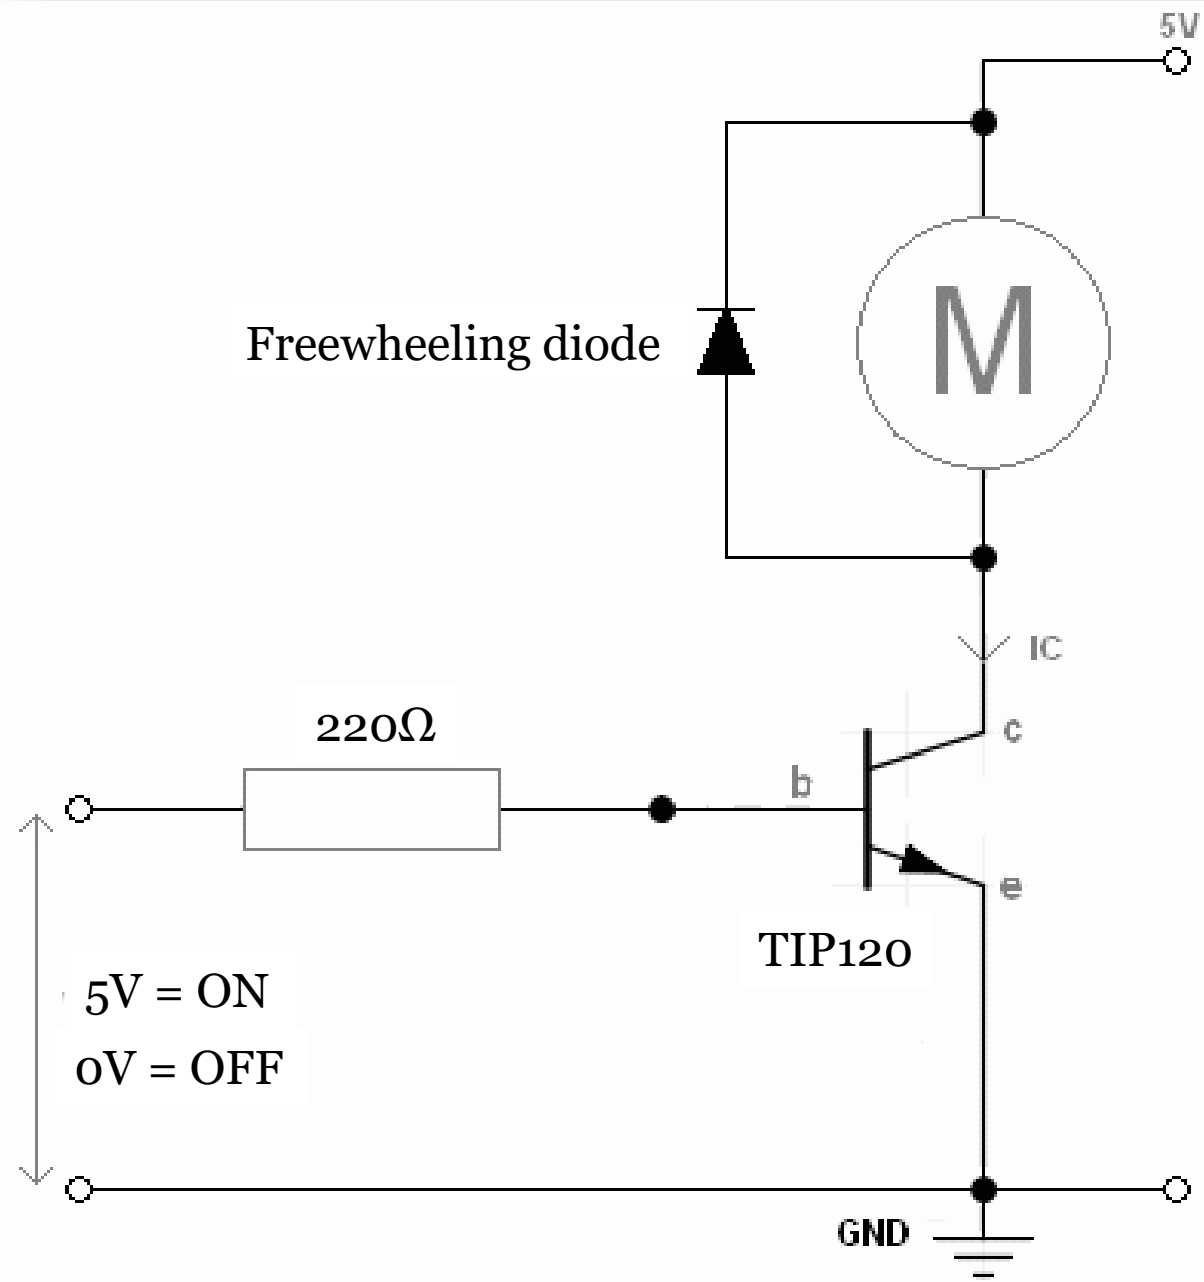 5V
M
Freewheeling diode
IC
220Ω
c
b
e
TIP120
5V = ON
0V = OFF
GND